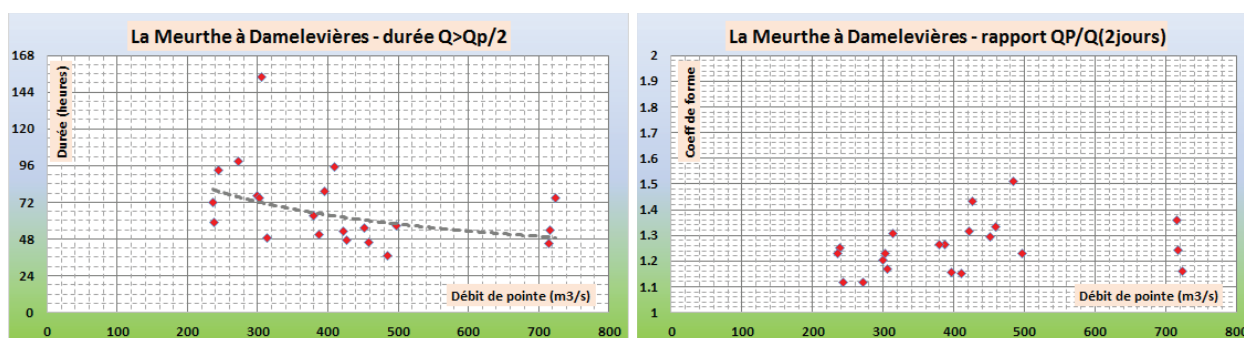 La Meurthe à Damelevières - durée Q>Qp/2
168
144
120
96
72
48
24
0
Durée (heures)
Débit de pointe (m3/s)
0 100 200 300 400 500 600 700 800
La Meurthe à Damelevières - rapport QP/Q(2jours)
2
1.9
1.8
1.7
1.6
1.5
1.4
1.3
1.2
1.1
1
Coeff de forme
Débit de pointe (m3/s)
0 100 200 300 400 500 600 700 800